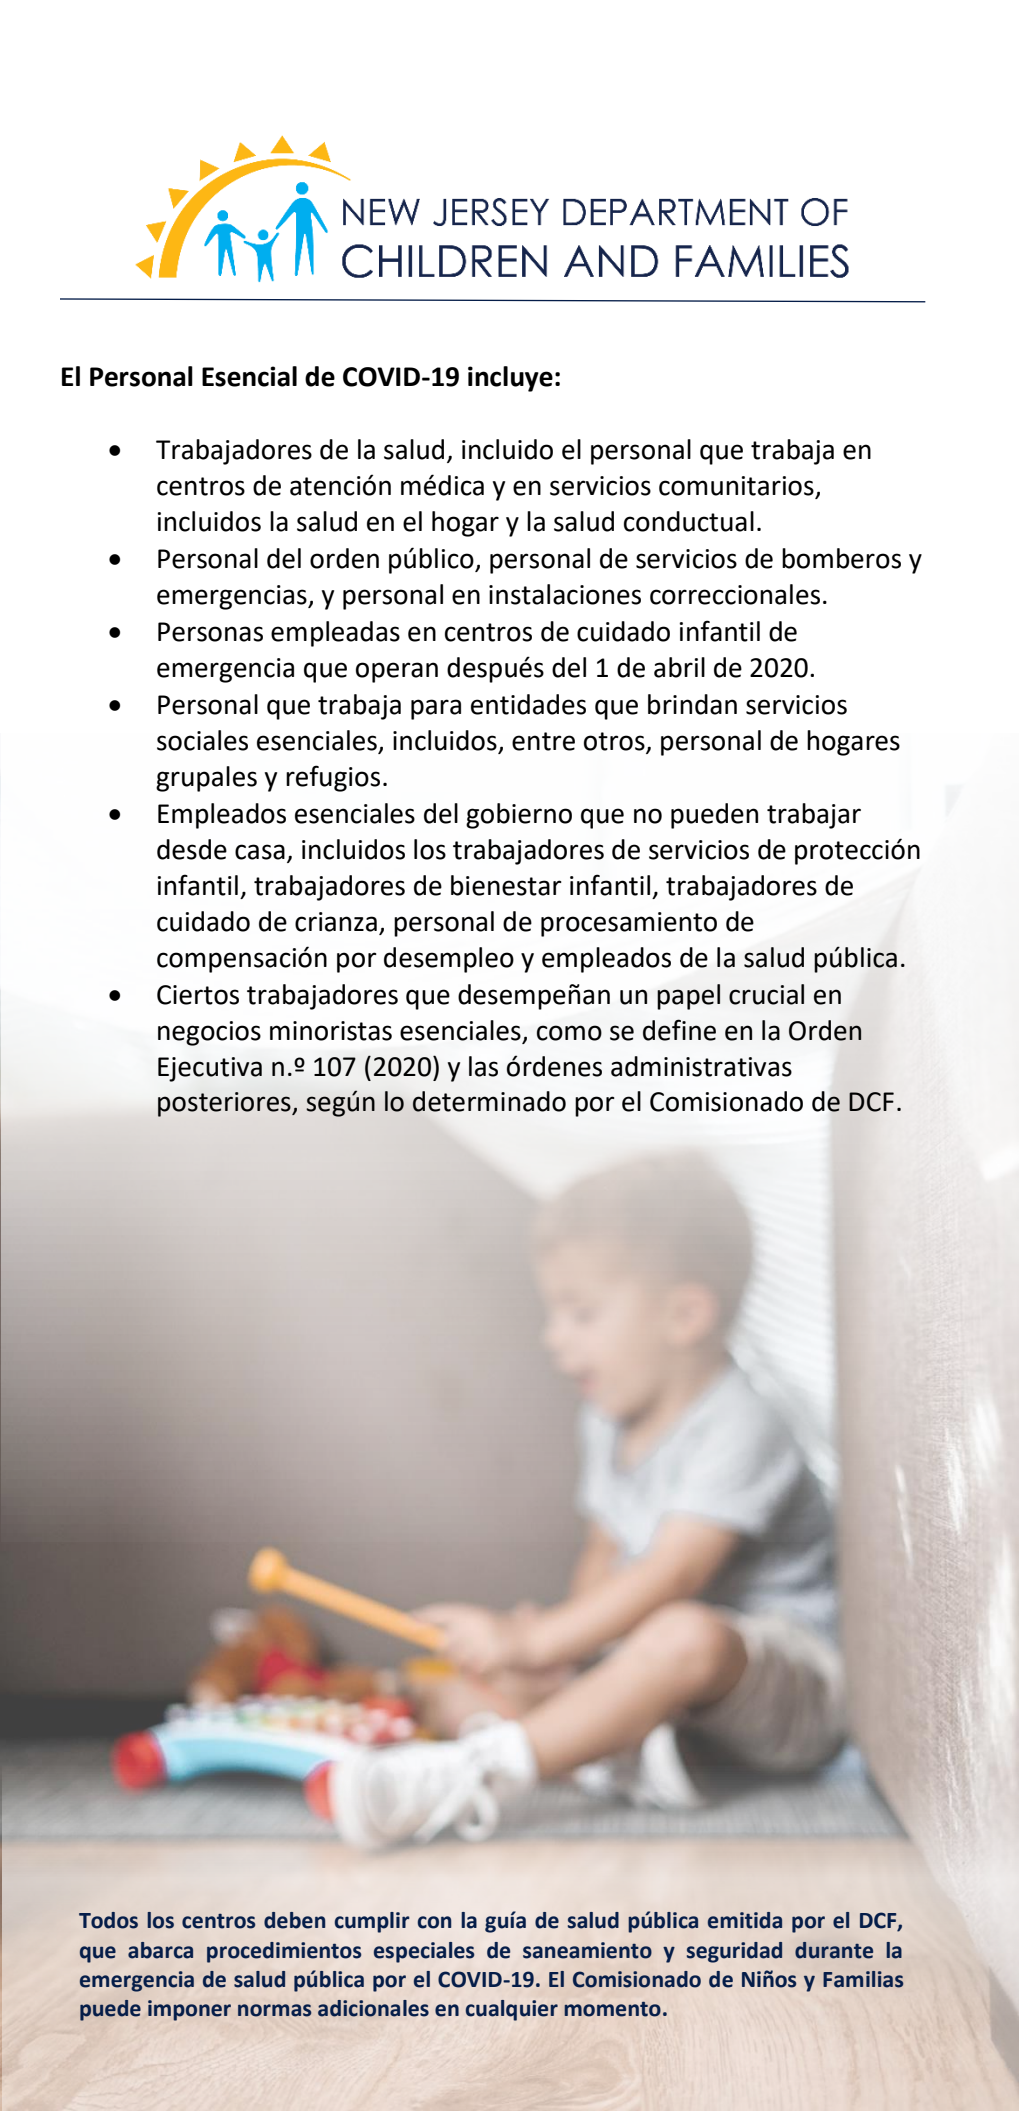 NEW JERSEY DEPARTMENT OF
CHILDREN AND FAMILIES
El Personal Esencial de COVID-19 incluye:
• Trabajadores de la salud, incluido el personal que trabaja en
centros de atención médica y en servicios comunitarios,
incluidos la salud en el hogar y la salud conductual.
• Personal del orden público, personal de servicios de bomberos y
emergencias, y personal en instalaciones correccionales.
• Personas empleadas en centros de cuidado infantil de
emergencia que operan después del 1 de abril de 2020.
• Personal que trabaja para entidades que brindan servicios
sociales esenciales, incluidos, entre otros, personal de hogares
grupales y refugios.
• Empleados esenciales del gobierno que no pueden trabajar
desde casa, incluidos los trabajadores de servicios de protección
infantil, trabajadores de bienestar infantil, trabajadores de
cuidado de crianza, personal de procesamiento de
compensación por desempleo y empleados de la salud pública.
• Ciertos trabajadores que desempeñan un papel crucial en
negocios minoristas esenciales, como se define en la Orden
Ejecutiva n.º 107 (2020) y las órdenes administrativas
posteriores, según lo determinado por el Comisionado de DCF.
Todos los centros deben cumplir con la guía de salud pública emitida por el DCF,
que abarca procedimientos especiales de saneamiento y seguridad durante la
emergencia de salud pública por el COVID-19. El Comisionado de Niños y Familias
puede imponer normas adicionales en cualquier momento.